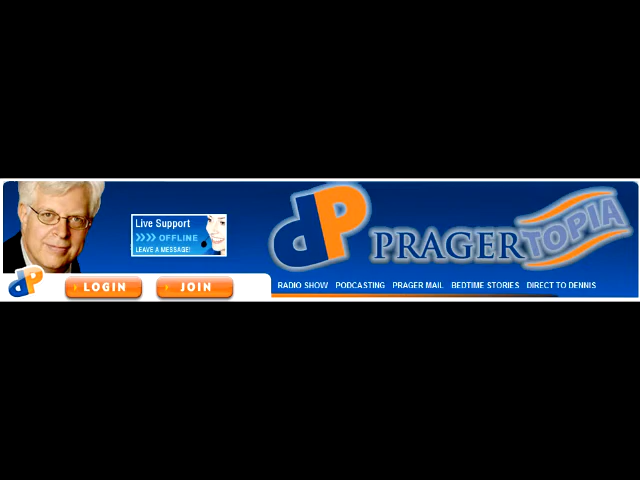 Live Support
>>>> OFFLINE
LEAVE A MESSAGE!
dP PRAGERTOPIA
dP
LOGIN JOIN
RADIO SHOW PODCASTING PRAGER MAIL BEDTIME STORIES DIRECT TO DENNIS